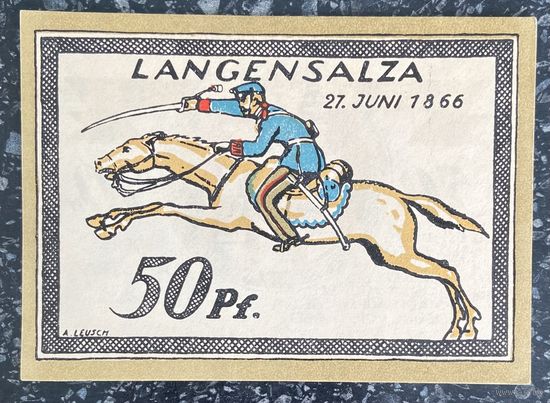 LANGENSALZA
27. JUNI 1866
50 Pf.
A. LEUSCH